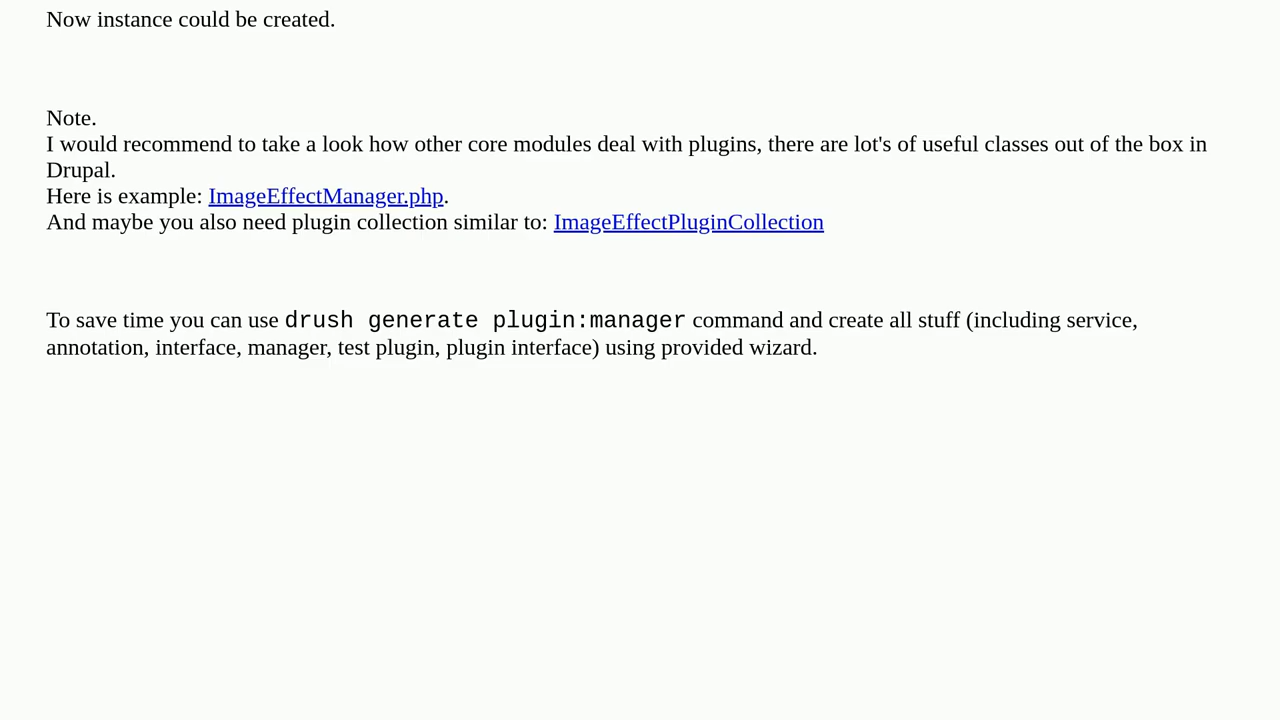 Now instance could be created.
Note.
I would recommend to take a look how other core modules deal with plugins, there are lot's of useful classes out of the box in
Drupal.
Here is example: ImageEffectManager.php.
And maybe you also need plugin collection similar to: ImageEffectPluginCollection
To save time you can use drush generate plugin:manager command and create all stuff (including service,
annotation, interface, manager, test plugin, plugin interface) using provided wizard.